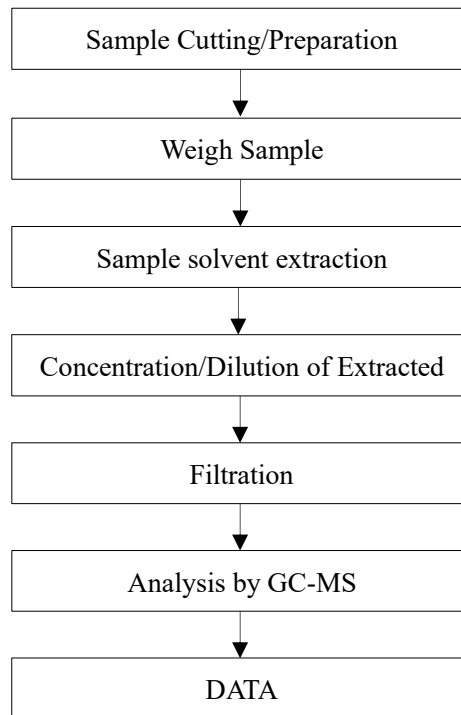 Sample Cutting/Preparation
Weigh Sample
Sample solvent extraction
Concentration/Dilution of Extracted
Filtration
Analysis by GC-MS
DATA